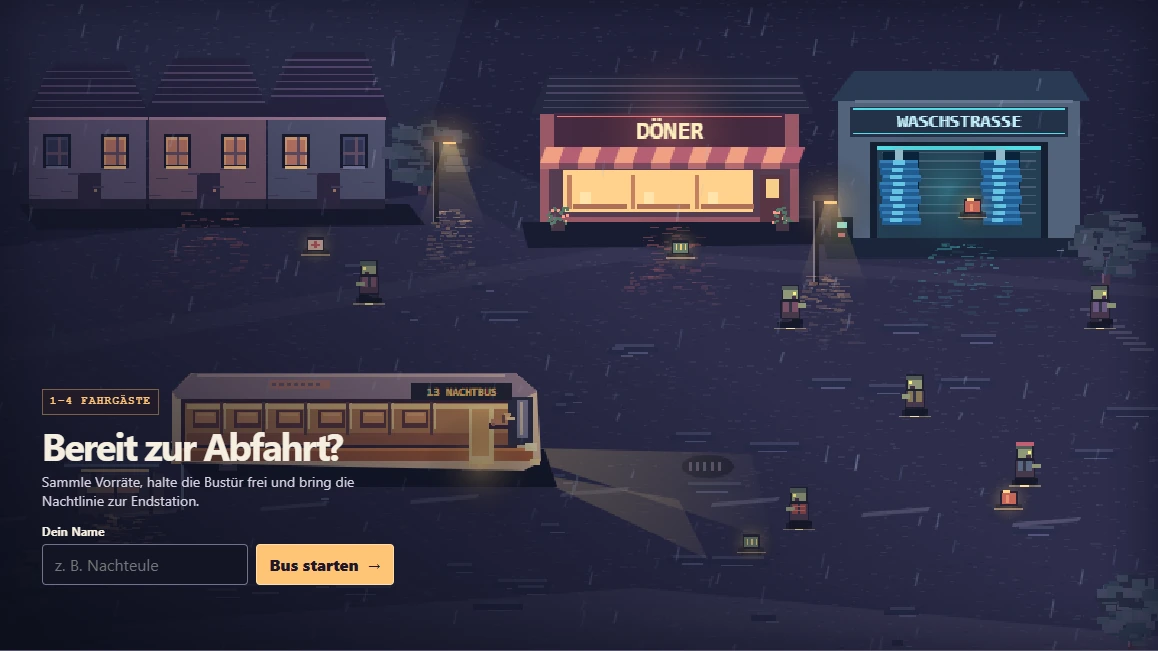 DÖNER
WASCHSTRASSE
13 NACHTBUS
1–4 FAHRGÄSTE
Bereit zur Abfahrt?
Sammle Vorräte, halte die Bustür frei und bring die
Nachtlinie zur Endstation.
Dein Name
z. B. Nachteule
Bus starten →